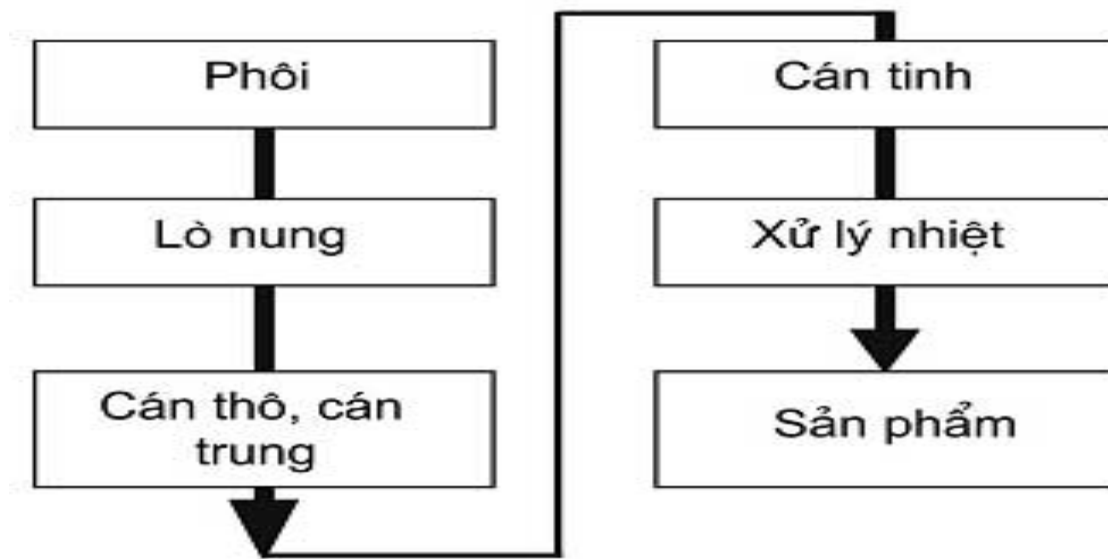 Phôi
Lò nung
Cán thô, cán
trung
Cán tinh
Xử lý nhiệt
Sản phẩm